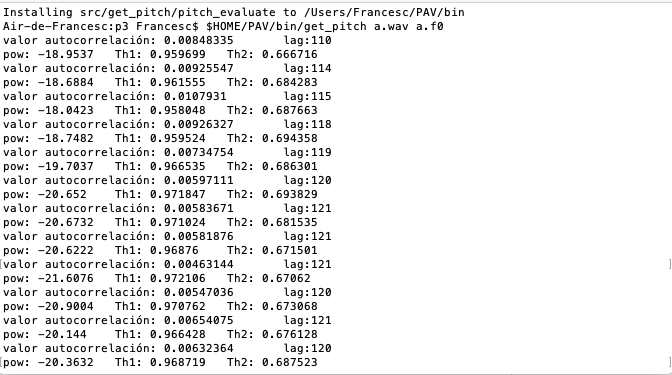 Installing src/get_pitch/pitch_evaluate to /Users/Francesc/PAV/bin
Air-de-Francesc:p3 Francesc$ $HOME/PAV/bin/get_pitch a.wav a.f0
valor autocorrelación: 0.00848335 lag:110
pow: -18.9537 Th1: 0.959699 Th2: 0.666716
valor autocorrelación: 0.00925547 lag:114
pow: -18.6884 Th1: 0.961555 Th2: 0.684283
valor autocorrelación: 0.0107931 lag:115
pow: -18.0423 Th1: 0.958048 Th2: 0.687663
valor autocorrelación: 0.00926327 lag:118
pow: -18.7482 Th1: 0.959524 Th2: 0.694358
valor autocorrelación: 0.00734754 lag:119
pow: -19.7037 Th1: 0.966535 Th2: 0.686301
valor autocorrelación: 0.00597111 lag:120
pow: -20.652 Th1: 0.971847 Th2: 0.693829
valor autocorrelación: 0.00583671 lag:121
pow: -20.6732 Th1: 0.971024 Th2: 0.681535
valor autocorrelación: 0.00581876 lag:121
pow: -20.6222 Th1: 0.96876 Th2: 0.671501
[valor autocorrelación: 0.00463144 lag:121 ]
pow: -21.6076 Th1: 0.972106 Th2: 0.67062
valor autocorrelación: 0.00547036 lag:120
pow: -20.9004 Th1: 0.970762 Th2: 0.673068
valor autocorrelación: 0.00654075 lag:121
pow: -20.144 Th1: 0.966428 Th2: 0.676128
valor autocorrelación: 0.00632364 lag:120
[pow: -20.3632 Th1: 0.968719 Th2: 0.687523 ]